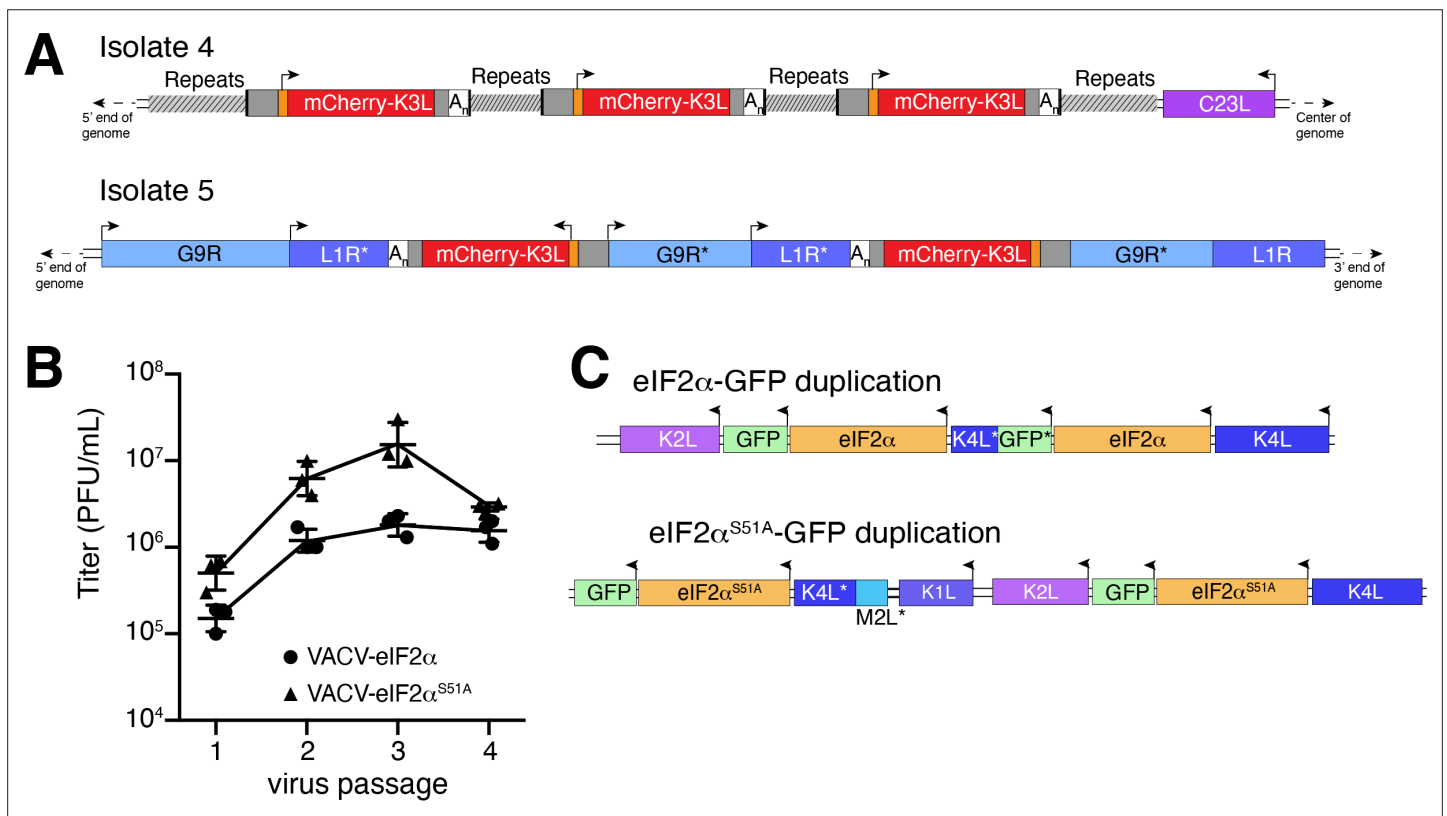 A
Isolate 4
Repeats Repeats Repeats Repeats
mCherry-K3L An mCherry-K3L An mCherry-K3L An C23L
5' end of
genome
Center of
genome
Isolate 5
G9R L1R* An mCherry-K3L G9R* L1R* An mCherry-K3L G9R* L1R
5' end of
genome
3' end of
genome
B
Titer (PFU/mL)
10⁸
10⁷
10⁶
10⁵
10⁴
VACV-eIF2α
VACV-eIF2αS51A
1 2 3 4
virus passage
C
eIF2α-GFP duplication
K2L GFP eIF2α K4L* GFP* eIF2α K4L
eIF2αS51A-GFP duplication
GFP eIF2αS51A K4L* K1L K2L GFP eIF2αS51A K4L
M2L*